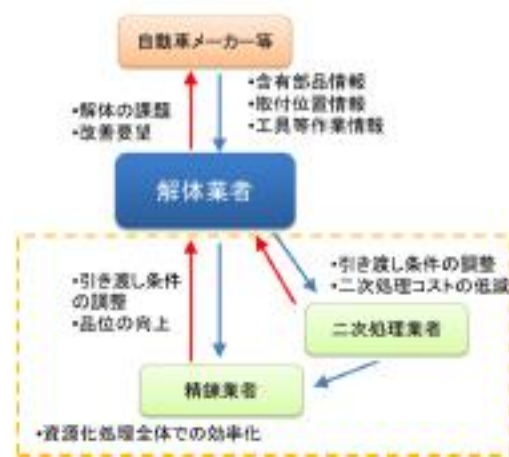 自動車メーカー等
•解体の課題
•改善要望
•含有部品情報
•取付位置情報
•工具等作業情報
解体業者
•引き渡し条件
の調整
•品位の向上
•引き渡し条件の調整
•二次処理コストの低減
二次処理業者
精錬業者
•資源化処理全体での効率化